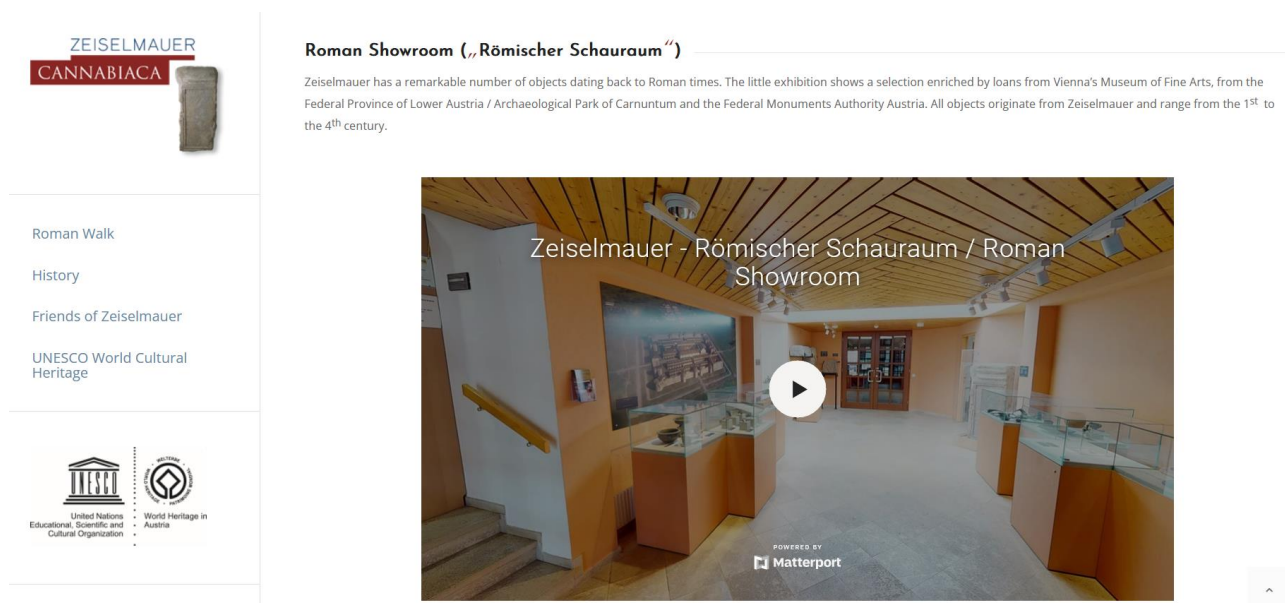 ZEISELMAUER
CANNABIACA
Roman Walk
History
Friends of Zeiselmauer
UNESCO World Cultural
Heritage
UNESCO
United Nations
Educational, Scientific and
Cultural Organization
World Heritage in
Austria
Roman Showroom („Römischer Schauraum“)
Zeiselmauer has a remarkable number of objects dating back to Roman times. The little exhibition shows a selection enriched by loans from Vienna’s Museum of Fine Arts, from the
Federal Province of Lower Austria / Archaeological Park of Carnuntum and the Federal Monuments Authority Austria. All objects originate from Zeiselmauer and range from the 1st to
the 4th century.
Zeiselmauer - Römischer Schauraum / Roman
Showroom
POWERED BY
Matterport